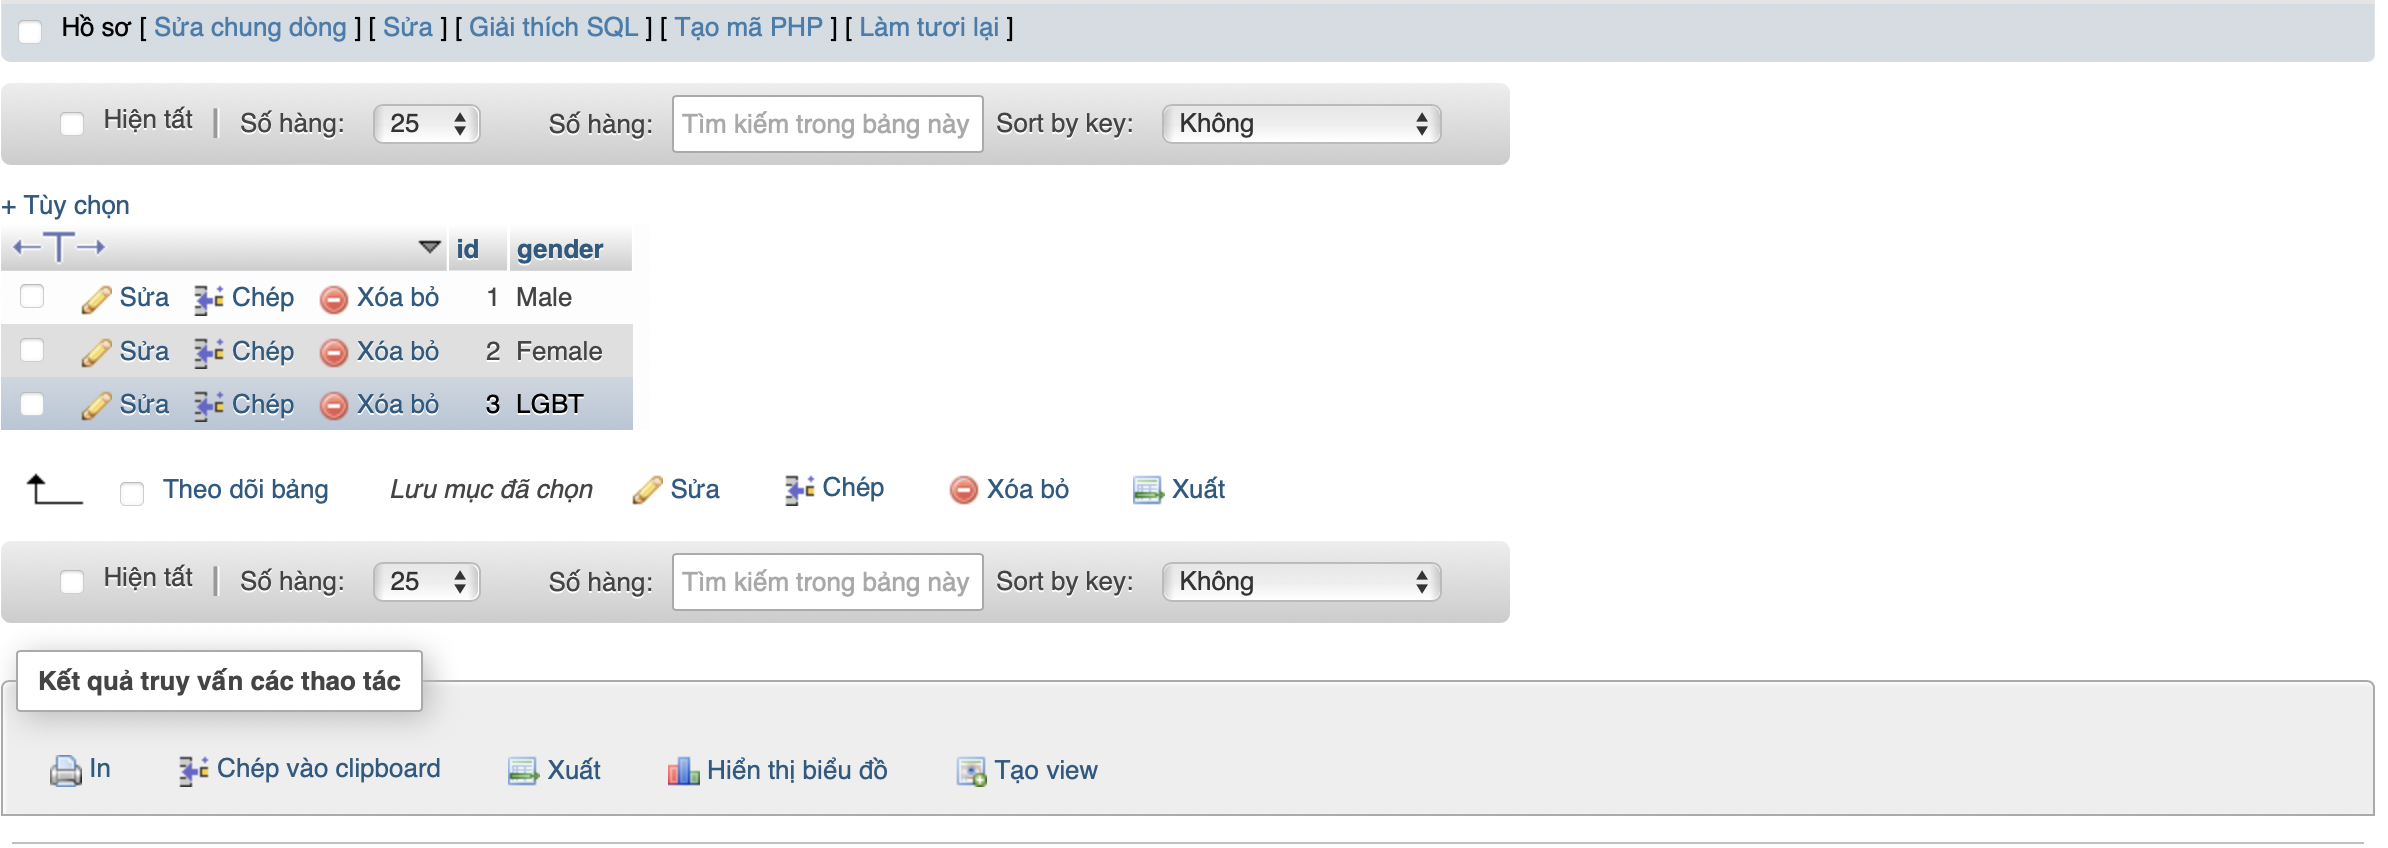 Hồ sơ [ Sửa chung dòng ] [ Sửa ] [ Giải thích SQL ] [ Tạo mã PHP ] [ Làm tươi lại ]
Hiện tất | Số hàng: 25 Số hàng: Tìm kiếm trong bảng này Sort by key: Không
+ Tùy chọn
←T→ id gender
Sửa Chép Xóa bỏ 1 Male
Sửa Chép Xóa bỏ 2 Female
Sửa Chép Xóa bỏ 3 LGBT
Theo dõi bảng Lưu mục đã chọn Sửa Chép Xóa bỏ Xuất
Hiện tất | Số hàng: 25 Số hàng: Tìm kiếm trong bảng này Sort by key: Không
Kết quả truy vấn các thao tác
In Chép vào clipboard Xuất Hiển thị biểu đồ Tạo view